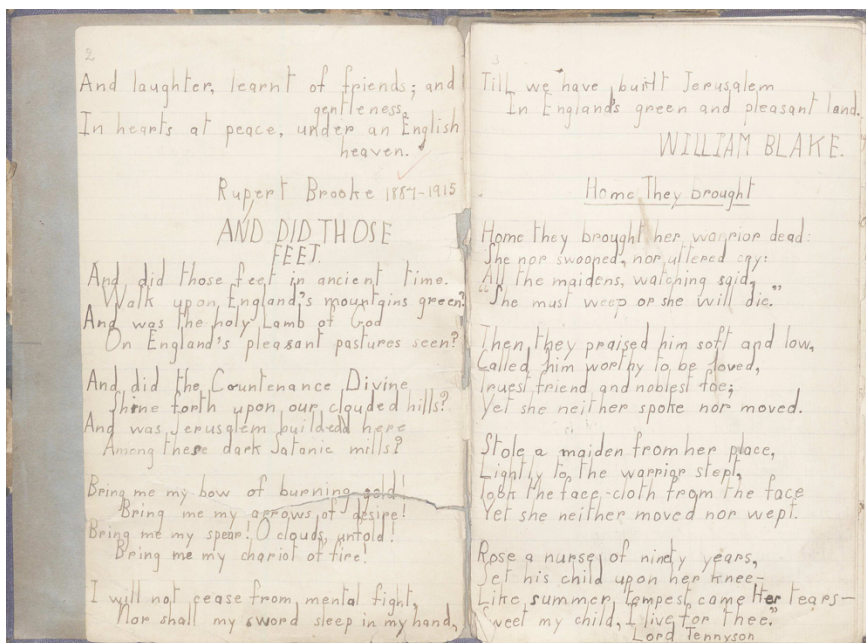 2
And laughter, learnt of friends; and
gentleness,
In hearts at peace, under an English
heaven.
Rupert Brooke 1887-1915
AND DID THOSE
FEET.
And did those feet in ancient time.
Walk upon England's mountains green?
And was the holy Lamb of God
On England's pleasant pastures seen?
And did the Countenance Divine
Shine forth upon our clouded hills?
And was Jerusalem builded here
Among these dark Satanic mills?
Bring me my bow of burning gold!
Bring me my arrows of desire!
Bring me my spear! O clouds, untold!
Bring me my chariot of fire!
I will not cease from mental fight,
Nor shall my sword sleep in my hand,
3
Till we have built Jerusalem
In England's green and pleasant land.
WILLIAM BLAKE.
Home They brought
Home they brought her warrior dead:
She nor swooned, nor uttered cry:
All the maidens, watching said,
"She must weep or she will die."
Then they praised him soft and low,
Called him worthy to be loved,
Truest friend and noblest foe;
Yet she neither spoke nor moved.
Stole a maiden from her place,
Lightly to the warrior stept,
Took the face-cloth from the face
Yet she neither moved nor wept.
Rose a nurse of ninety years,
Set his child upon her knee-
Like summer tempest came Her tears-
"Sweet my child, I live for thee."
Lord Tennyson